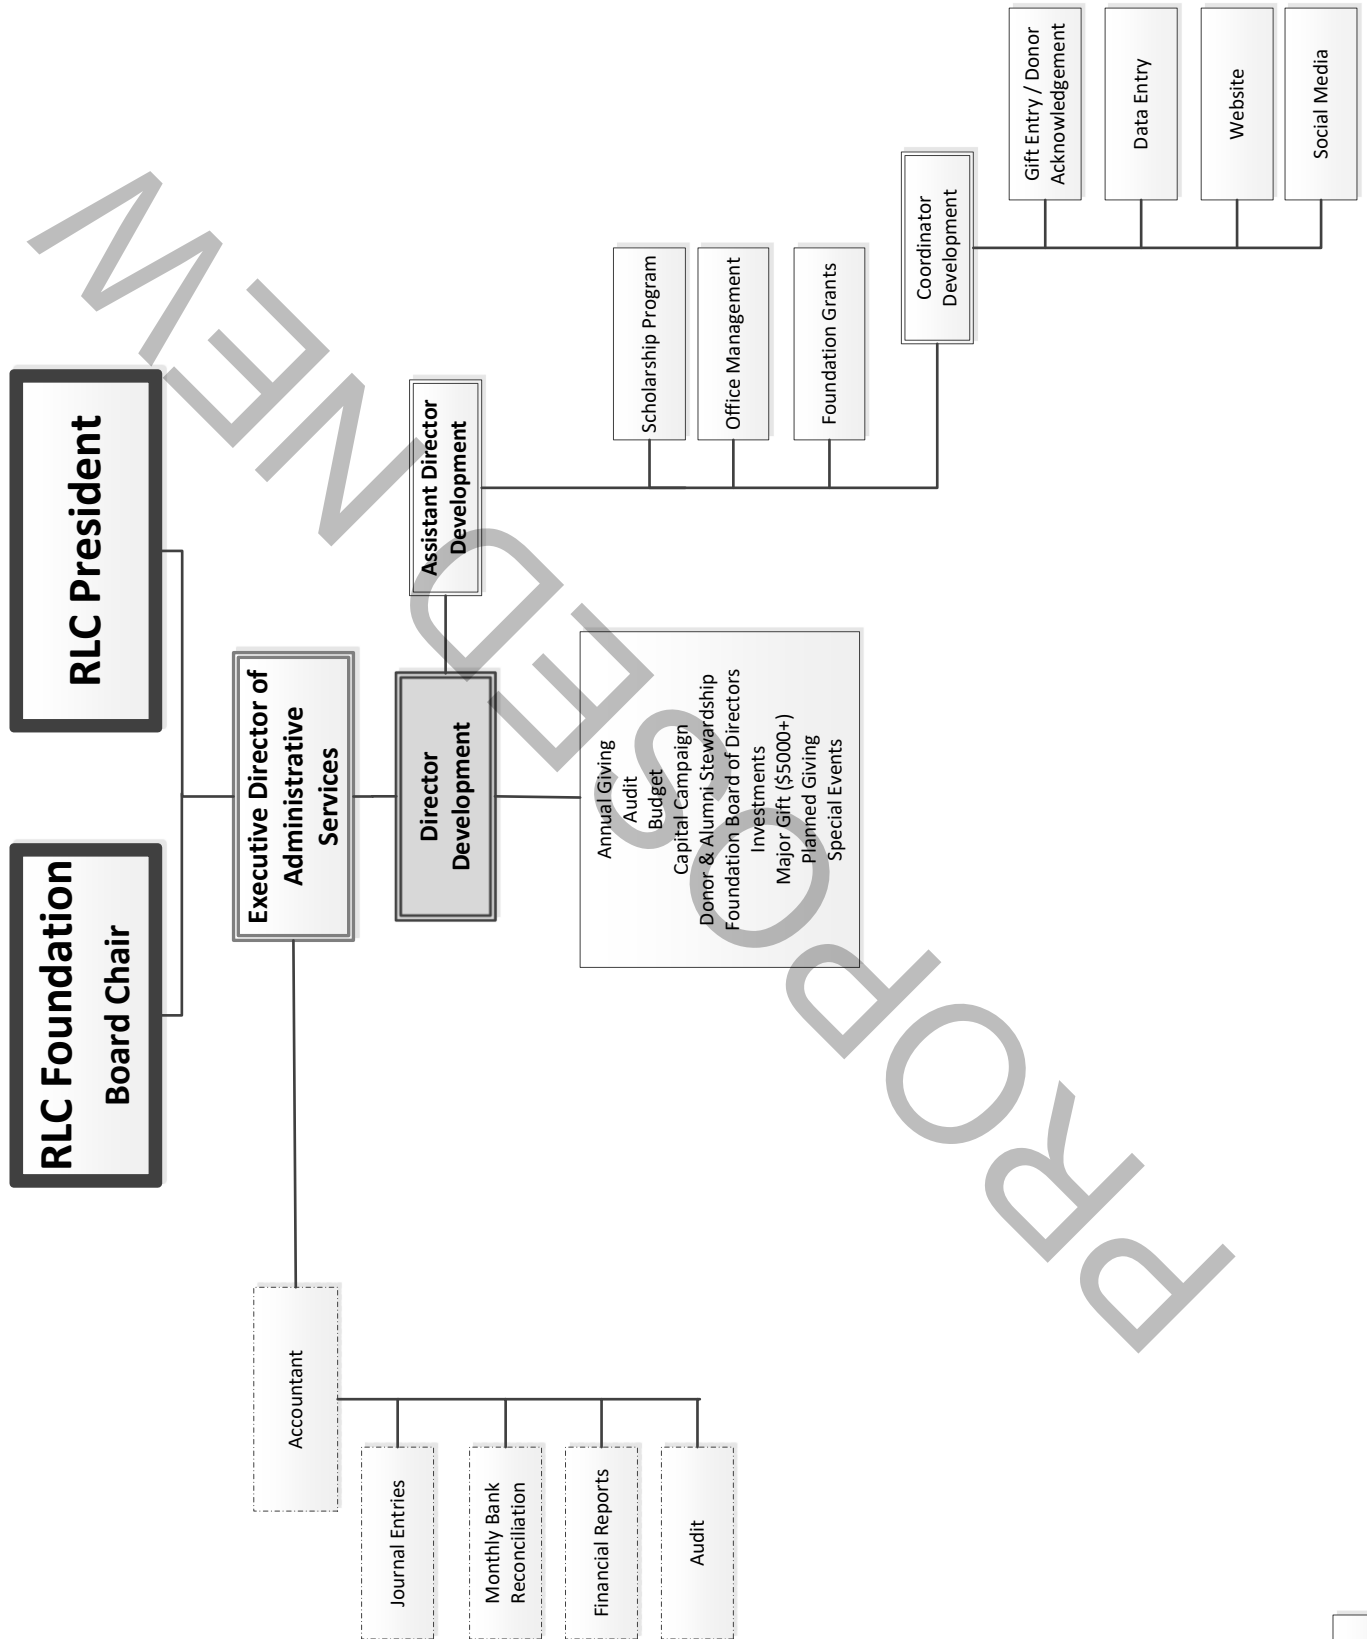 RLC Foundation
Board Chair
RLC President
Executive Director of
Administrative
Services
Accountant
Journal Entries
Monthly Bank
Reconciliation
Financial Reports
Audit
Director
Development
Annual Giving
Audit
Budget
Capital Campaign
Donor & Alumni Stewardship
Foundation Board of Directors
Investments
Major Gift ($5000+)
Planned Giving
Special Events
Assistant Director
Development
Scholarship Program
Office Management
Foundation Grants
Coordinator
Development
Gift Entry / Donor
Acknowledgement
Data Entry
Website
Social Media
PROPOSED NEW